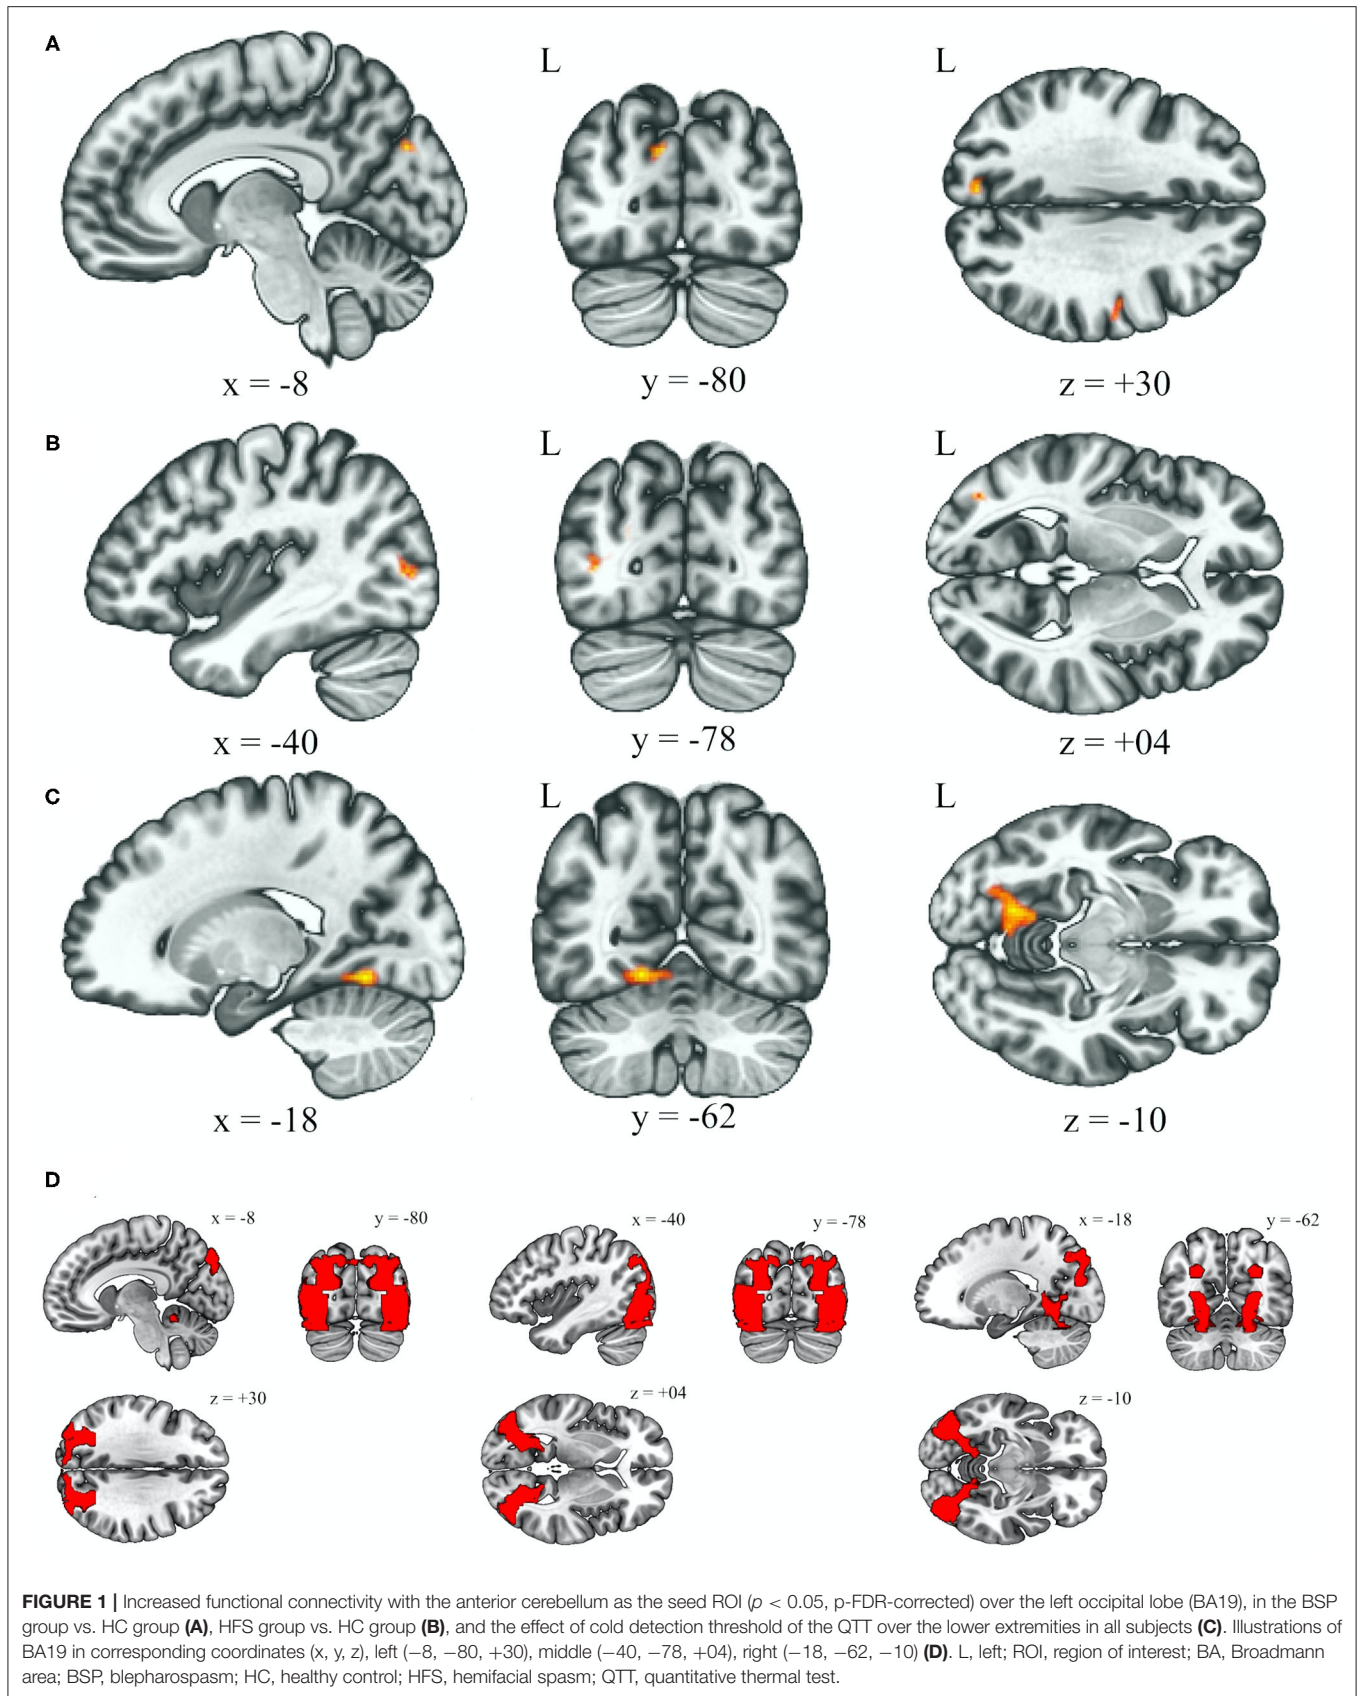 A
L
L
x = -8
y = -80
z = +30
B
L
L
x = -40
y = -78
z = +04
C
L
L
x = -18
y = -62
z = -10
D
x = -8
y = -80
x = -40
y = -78
x = -18
y = -62
z = +30
z = +04
z = -10
FIGURE 1 | Increased functional connectivity with the anterior cerebellum as the seed ROI (p < 0.05, p-FDR-corrected) over the left occipital lobe (BA19), in the BSP
group vs. HC group (A), HFS group vs. HC group (B), and the effect of cold detection threshold of the QTT over the lower extremities in all subjects (C). Illustrations of
BA19 in corresponding coordinates (x, y, z), left (−8, −80, +30), middle (−40, −78, +04), right (−18, −62, −10) (D). L, left; ROI, region of interest; BA, Broadmann
area; BSP, blepharospasm; HC, healthy control; HFS, hemifacial spasm; QTT, quantitative thermal test.